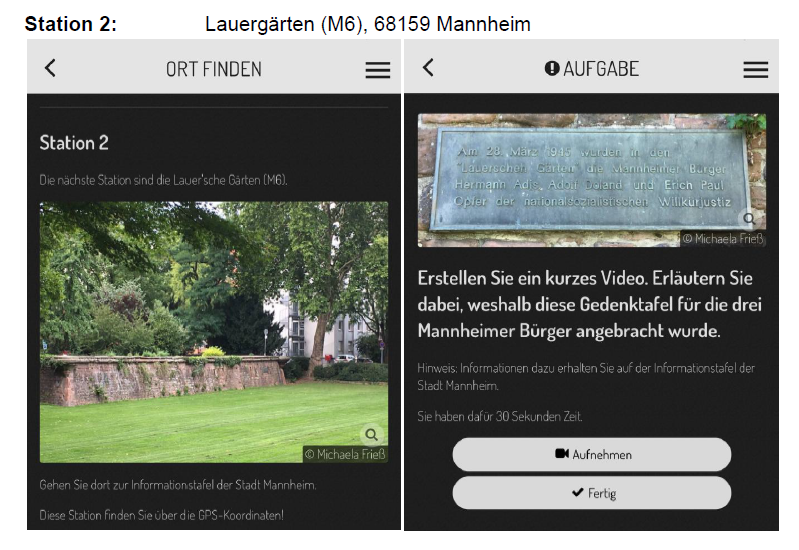 Station 2: Lauergärten (M6), 68159 Mannheim
ORT FINDEN
Station 2
Die nächste Station sind die Lauer'sche Gärten (M6).
© Michaela Frieß
Gehen Sie dort zur Informationstafel der Stadt Mannheim.
Diese Station finden Sie über die GPS-Koordinaten!
AUFGABE
Am 28. März 1945 wurden in den
Lauerschen Gärten die Mannheimer Bürger
Hermann Adis, Adolf Doland und Erich Paul
Opfer der nationalsozialistischen Willkürjustiz
© Michaela Frieß
Erstellen Sie ein kurzes Video. Erläutern Sie
dabei, weshalb diese Gedenktafel für die drei
Mannheimer Bürger angebracht wurde.
Hinweis: Informationen dazu erhalten Sie auf der Informationstafel der
Stadt Mannheim.
Sie haben dafür 30 Sekunden Zeit.
Aufnehmen
Fertig